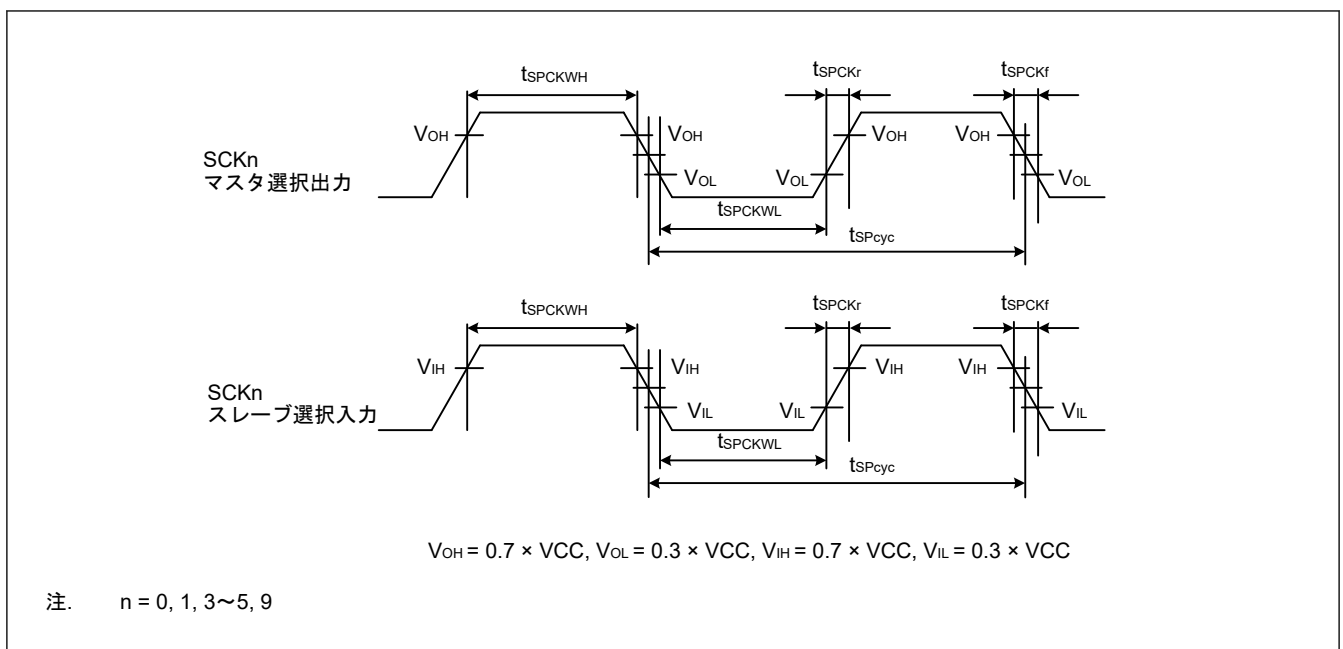 tSPCKWH tSPCKr tSPCKf
VOH VOH VOH VOH
SCKn
マスタ選択出力
VOL VOL VOL
tSPCKWL
tSPcyc
tSPCKWH tSPCKr tSPCKf
VIH VIH VIH VIH
SCKn
スレーブ選択入力
VIL VIL VIL
tSPCKWL
tSPcyc
VOH = 0.7 × VCC, VOL = 0.3 × VCC, VIH = 0.7 × VCC, VIL = 0.3 × VCC
注. n = 0, 1, 3～5, 9